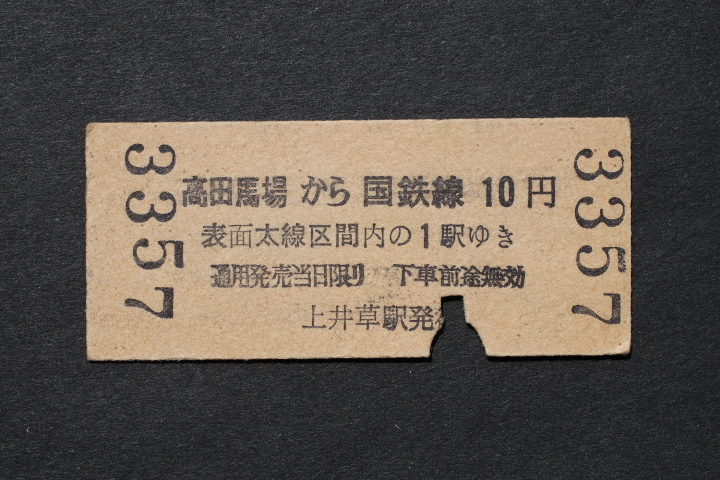 3357
高田馬場 から 国鉄線 10円
表面太線区間内の1駅ゆき
通用発売当日限り 下車前途無効
上井草駅発
3357